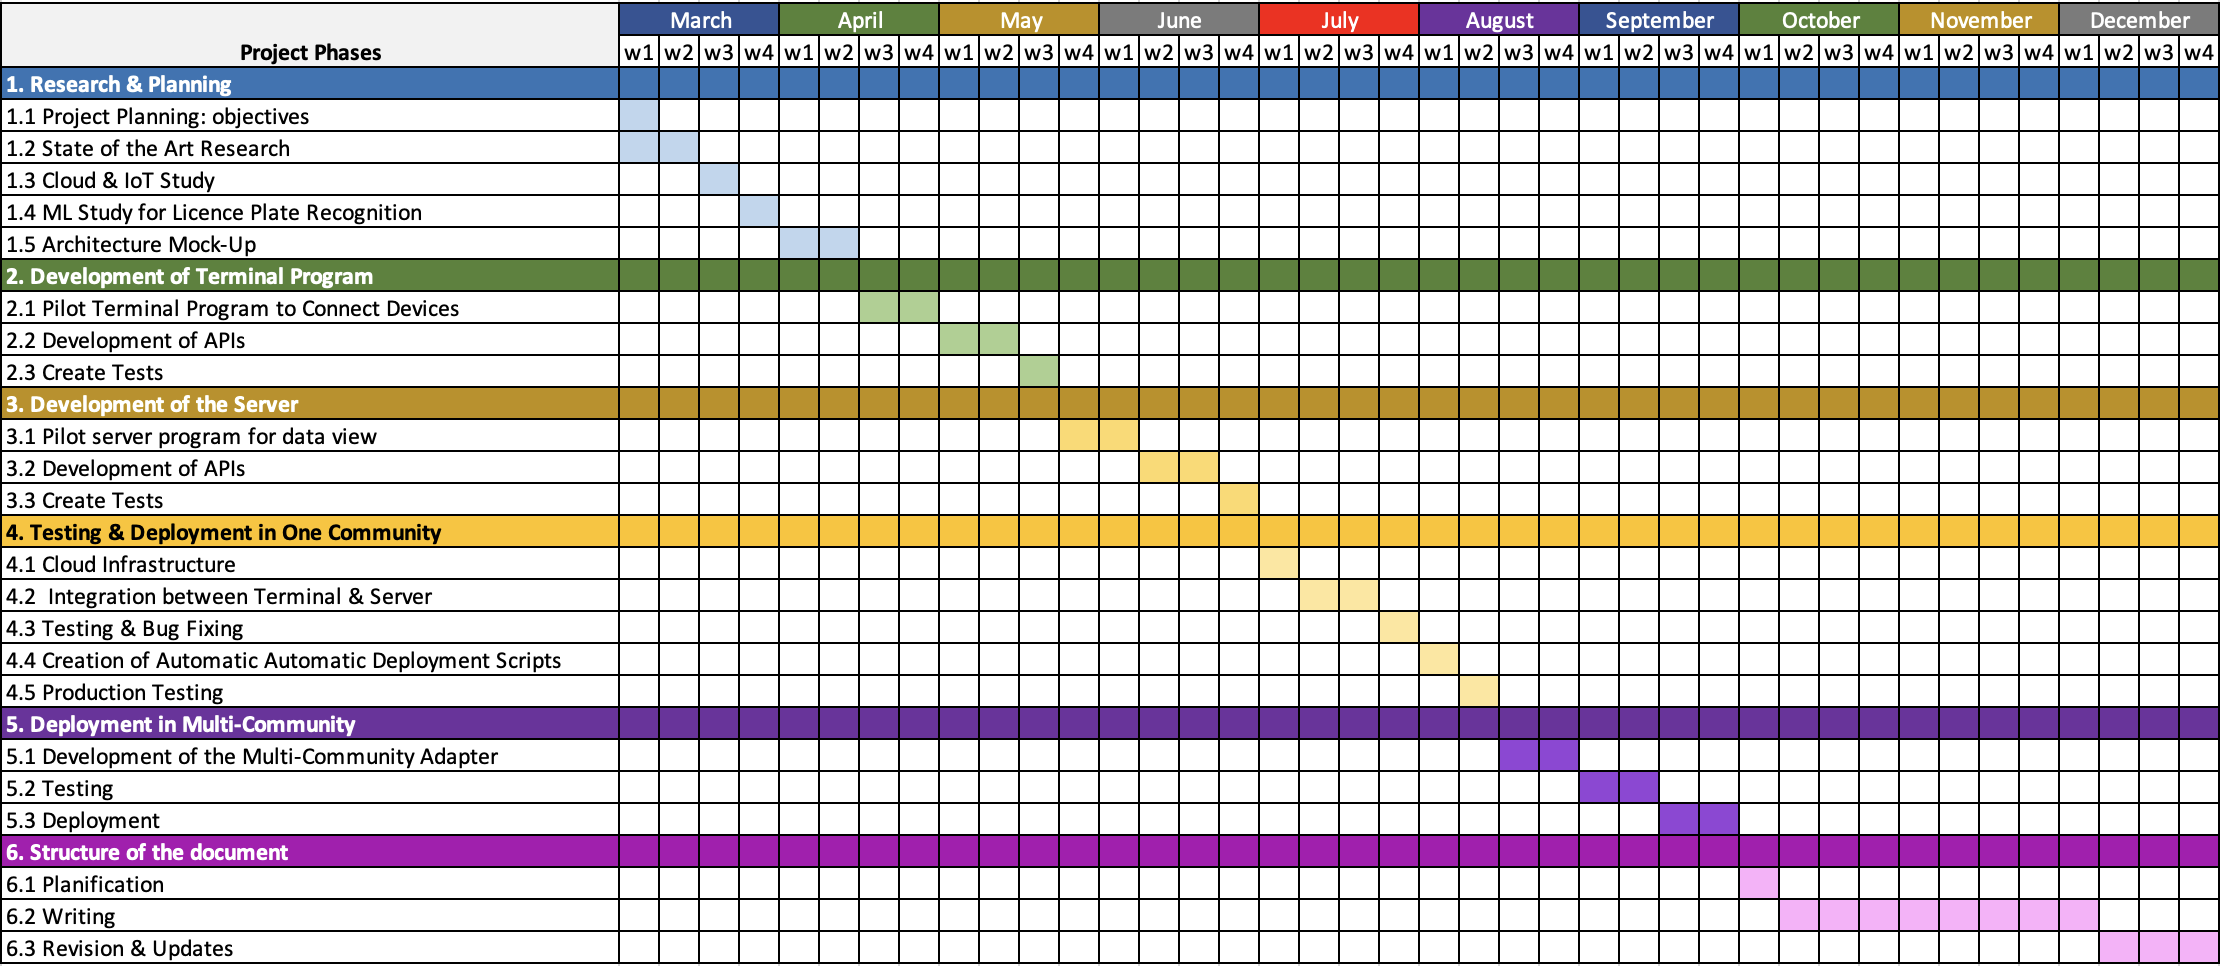 March April May June July August September October November December
Project Phases w1 w2 w3 w4 w1 w2 w3 w4 w1 w2 w3 w4 w1 w2 w3 w4 w1 w2 w3 w4 w1 w2 w3 w4 w1 w2 w3 w4 w1 w2 w3 w4 w1 w2 w3 w4 w1 w2 w3 w4
1. Research & Planning
1.1 Project Planning: objectives
1.2 State of the Art Research
1.3 Cloud & IoT Study
1.4 ML Study for Licence Plate Recognition
1.5 Architecture Mock-Up
2. Development of Terminal Program
2.1 Pilot Terminal Program to Connect Devices
2.2 Development of APIs
2.3 Create Tests
3. Development of the Server
3.1 Pilot server program for data view
3.2 Development of APIs
3.3 Create Tests
4. Testing & Deployment in One Community
4.1 Cloud Infrastructure
4.2  Integration between Terminal & Server
4.3 Testing & Bug Fixing
4.4 Creation of Automatic Automatic Deployment Scripts
4.5 Production Testing
5. Deployment in Multi-Community
5.1 Development of the Multi-Community Adapter
5.2 Testing
5.3 Deployment
6. Structure of the document
6.1 Planification
6.2 Writing
6.3 Revision & Updates